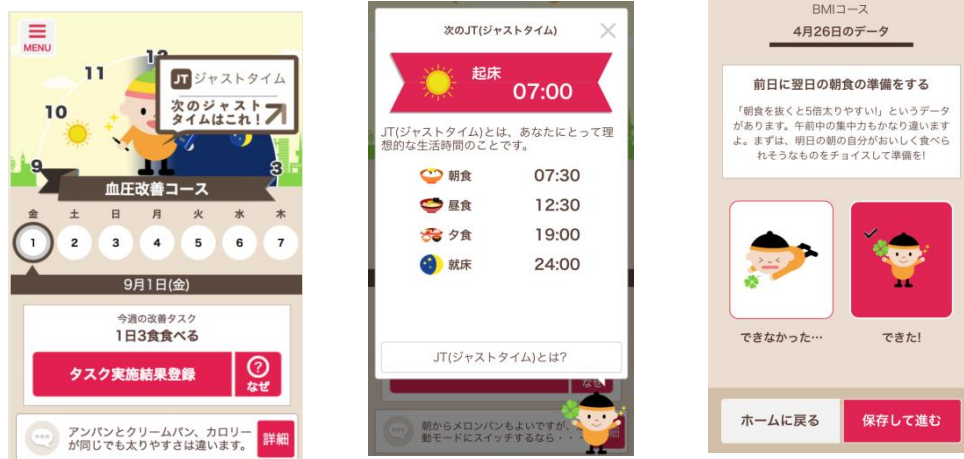 MENU
12
11
10
9
3
JT ジャストタイム
次のジャスト
タイムはこれ!
血圧改善コース
金 土 日 月 火 水 木
1 2 3 4 5 6 7
9月1日(金)
今週の改善タスク
1日3食食べる
タスク実施結果登録
?
なぜ
アンパンとクリームパン、カロリー
が同じでも太りやすさは違います。
詳細
次のJT(ジャストタイム)
起床
07:00
JT(ジャストタイム)とは、あなたにとって理
想的な生活時間のことです。
朝食 07:30
昼食 12:30
夕食 19:00
就床 24:00
JT(ジャストタイム)とは?
なぜ
朝からメロンパンもよいですが、
動モードにスイッチするなら・・・
BMIコース
4月26日のデータ
前日に翌日の朝食の準備をする
「朝食を抜くと5倍太りやすい!」というデータ
があります。午前中の集中力もかなり違います
よ。まずは、明日の朝の自分がおいしく食べら
れそうなものをチョイスして準備を!
できなかった…
できた!
ホームに戻る
保存して進む